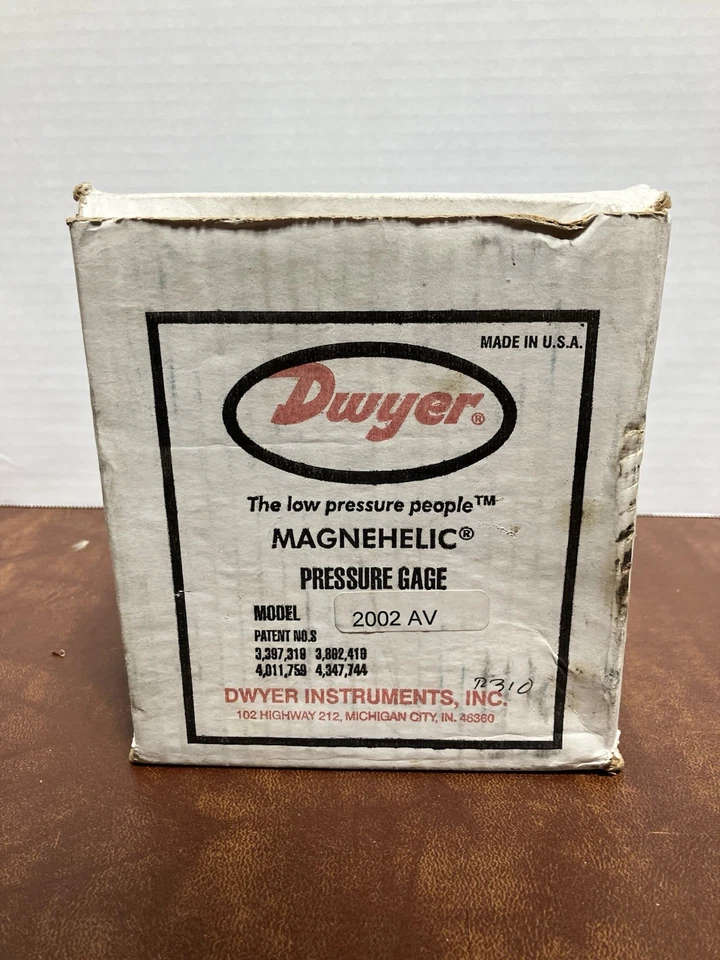 MADE IN U.S.A.
Dwyer®
The low pressure people™
MAGNEHELIC®
PRESSURE GAGE
MODEL 2002 AV
PATENT NO.S
3,397,319 3,862,416
4,011,759 4,347,744
P310
DWYER INSTRUMENTS, INC.
102 HIGHWAY 212, MICHIGAN CITY, IN. 46360